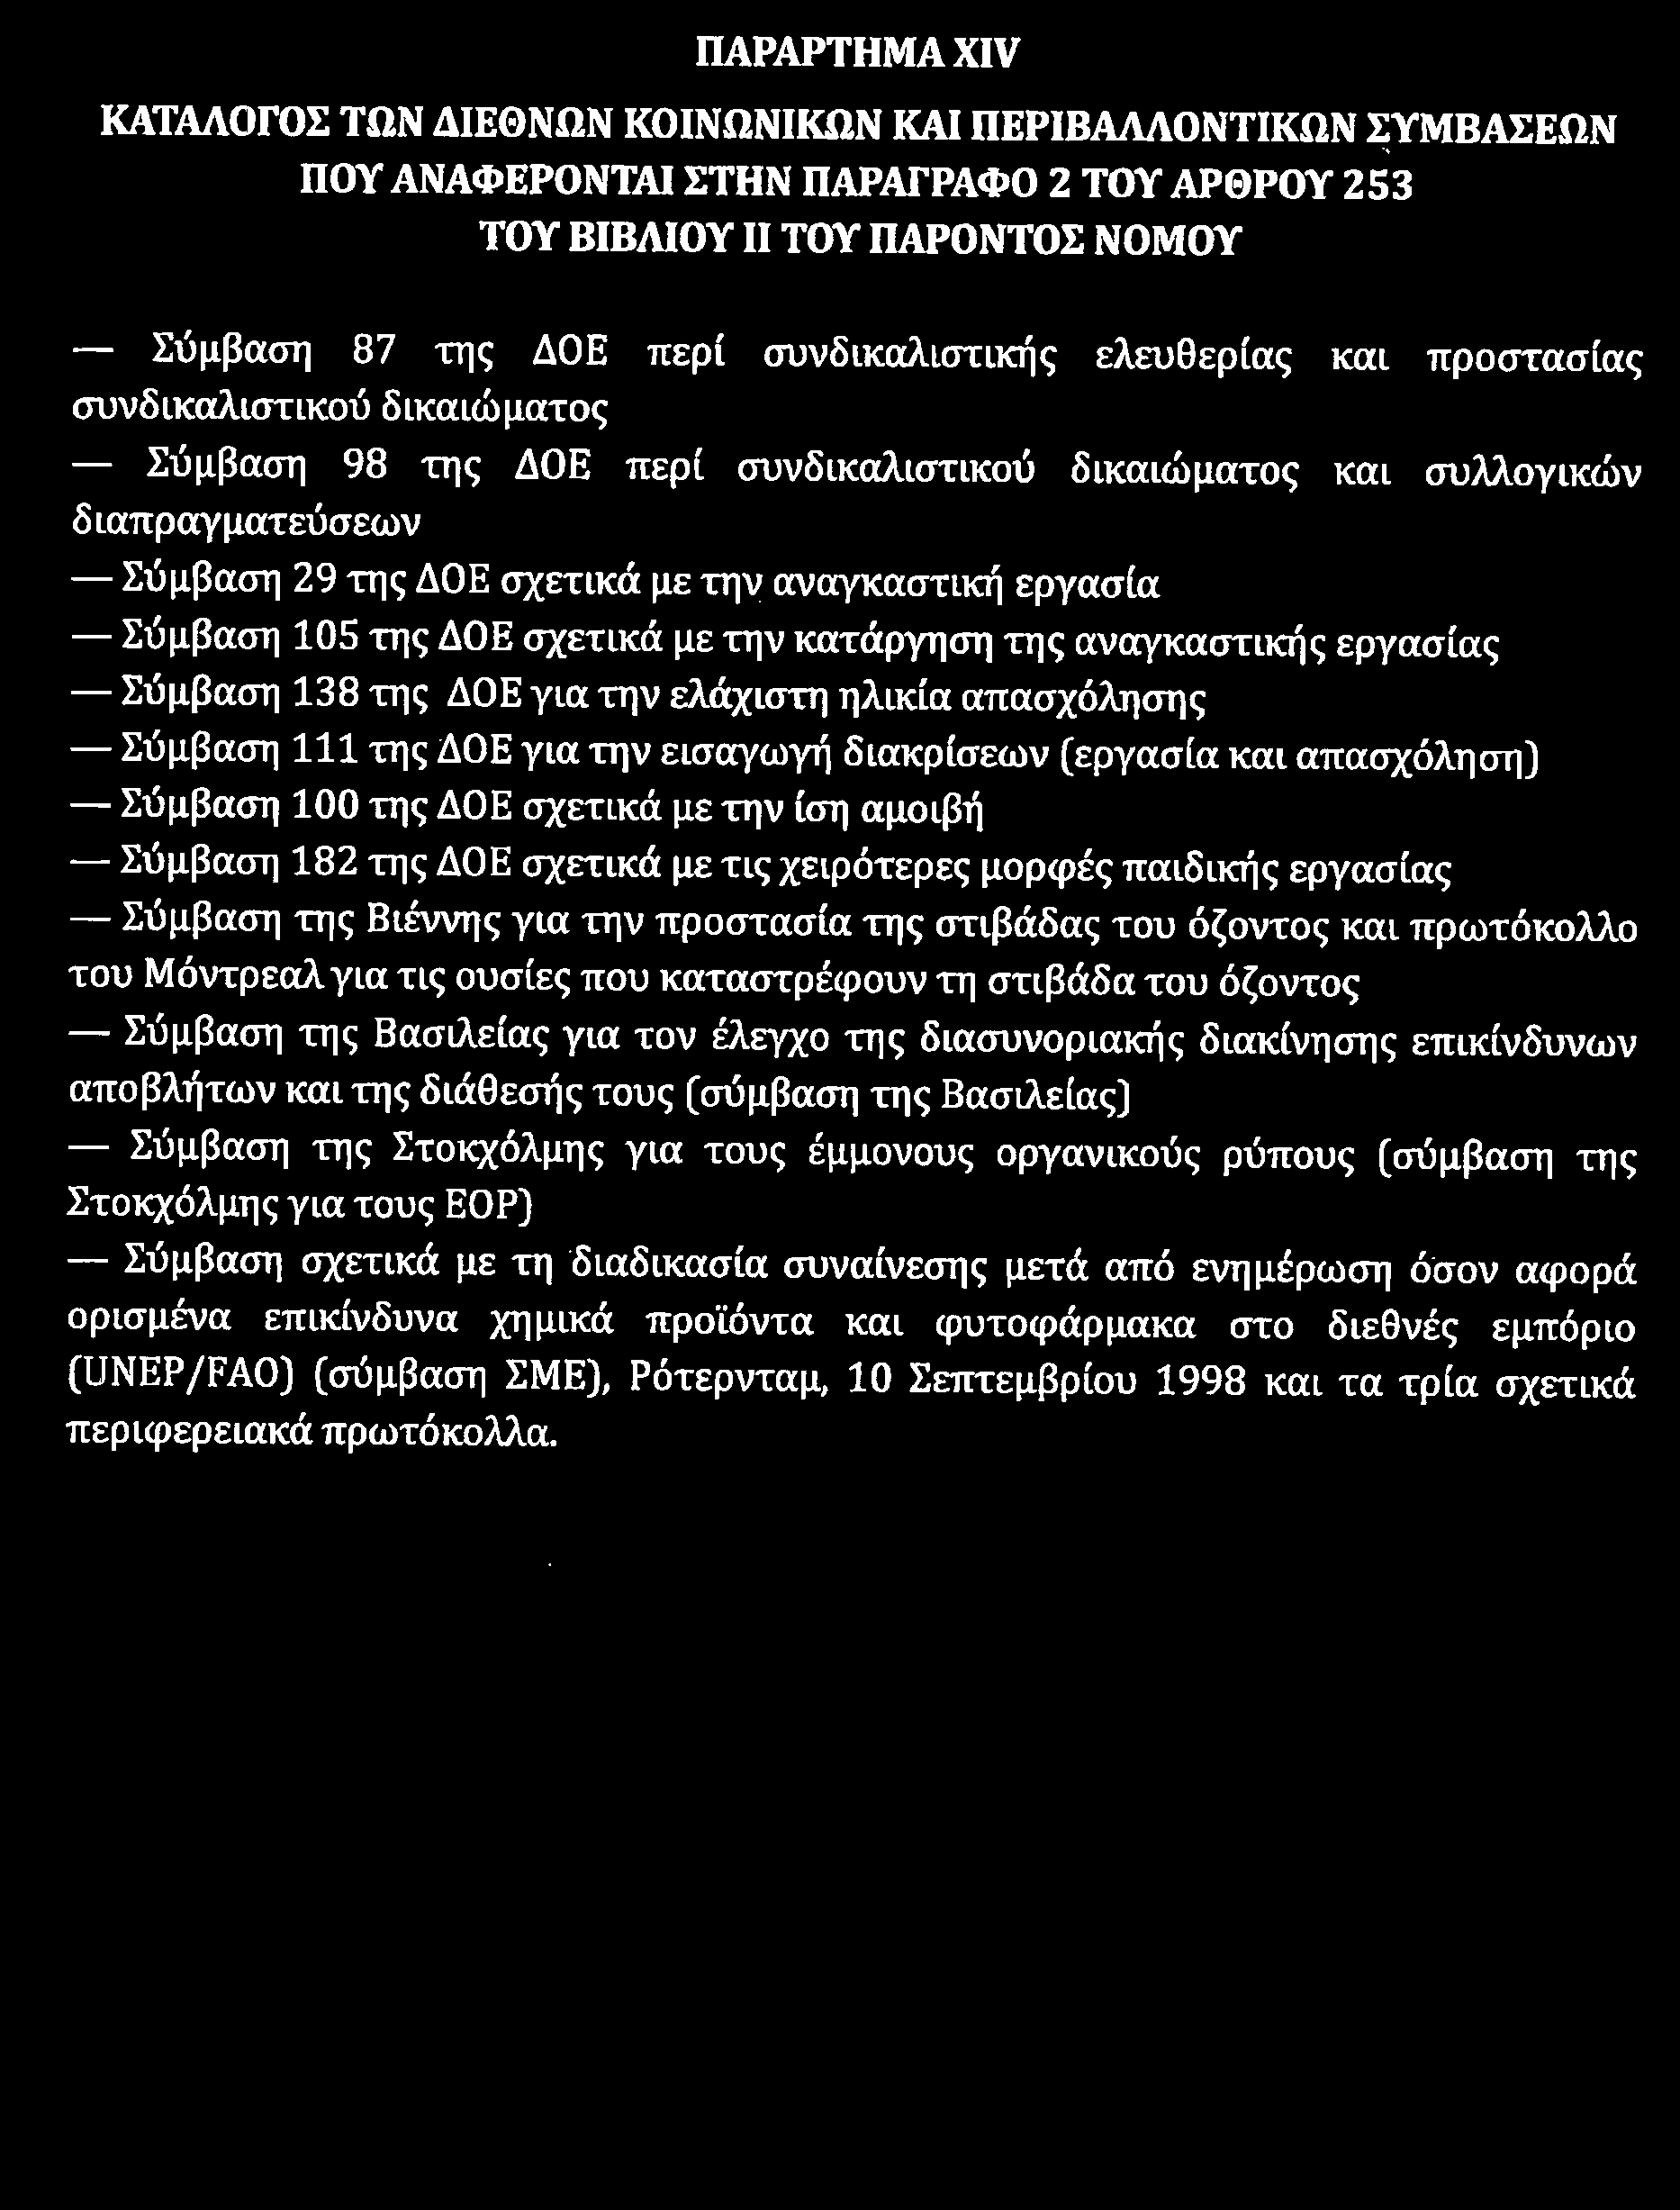 ΠΑΡΑΡΤΗΜΑ XIV
ΚΑΤΑΛΟΓΟΣ ΤΩΝ ΔΙΕΘΝΩΝ ΚΟΙΝΩΝΙΚΩΝ ΚΑΙ ΠΕΡΙΒΑΛΛΟΝΤΙΚΩΝ ΣΥΜΒΑΣΕΩΝ
ΠΟΥ ΑΝΑΦΕΡΟΝΤΑΙ ΣΤΗΝ ΠΑΡΑΓΡΑΦΟ 2 ΤΟΥ ΑΡΘΡΟΥ 253
ΤΟΥ ΒΙΒΛΙΟΥ ΙΙ ΤΟΥ ΠΑΡΟΝΤΟΣ ΝΟΜΟΥ
— Σύμβαση 87 της ΔΟΕ περί συνδικαλιστικής ελευθερίας και προστασίας
συνδικαλιστικού δικαιώματος
— Σύμβαση 98 της ΔΟΕ περί συνδικαλιστικού δικαιώματος και συλλογικών
διαπραγματεύσεων
— Σύμβαση 29 της ΔΟΕ σχετικά με την αναγκαστική εργασία
— Σύμβαση 105 της ΔΟΕ σχετικά με την κατάργηση της αναγκαστικής εργασίας
— Σύμβαση 138 της ΔΟΕ για την ελάχιστη ηλικία απασχόλησης
— Σύμβαση 111 της ΔΟΕ για την εισαγωγή διακρίσεων (εργασία και απασχόληση)
— Σύμβαση 100 της ΔΟΕ σχετικά με την ίση αμοιβή
— Σύμβαση 182 της ΔΟΕ σχετικά με τις χειρότερες μορφές παιδικής εργασίας
— Σύμβαση της Βιέννης για την προστασία της στιβάδας του όζοντος και πρωτόκολλο
του Μόντρεαλ για τις ουσίες που καταστρέφουν τη στιβάδα του όζοντος
— Σύμβαση της Βασιλείας για τον έλεγχο της διασυνοριακής διακίνησης επικίνδυνων
αποβλήτων και της διάθεσής τους (σύμβαση της Βασιλείας)
— Σύμβαση της Στοκχόλμης για τους έμμονους οργανικούς ρύπους (σύμβαση της
Στοκχόλμης για τους ΕΟΡ)
— Σύμβαση σχετικά με τη διαδικασία συναίνεσης μετά από ενημέρωση όσον αφορά
ορισμένα επικίνδυνα χημικά προϊόντα και φυτοφάρμακα στο διεθνές εμπόριο
(UNEP/FAO) (σύμβαση ΣΜΕ), Ρότερνταμ, 10 Σεπτεμβρίου 1998 και τα τρία σχετικά
περιφερειακά πρωτόκολλα.